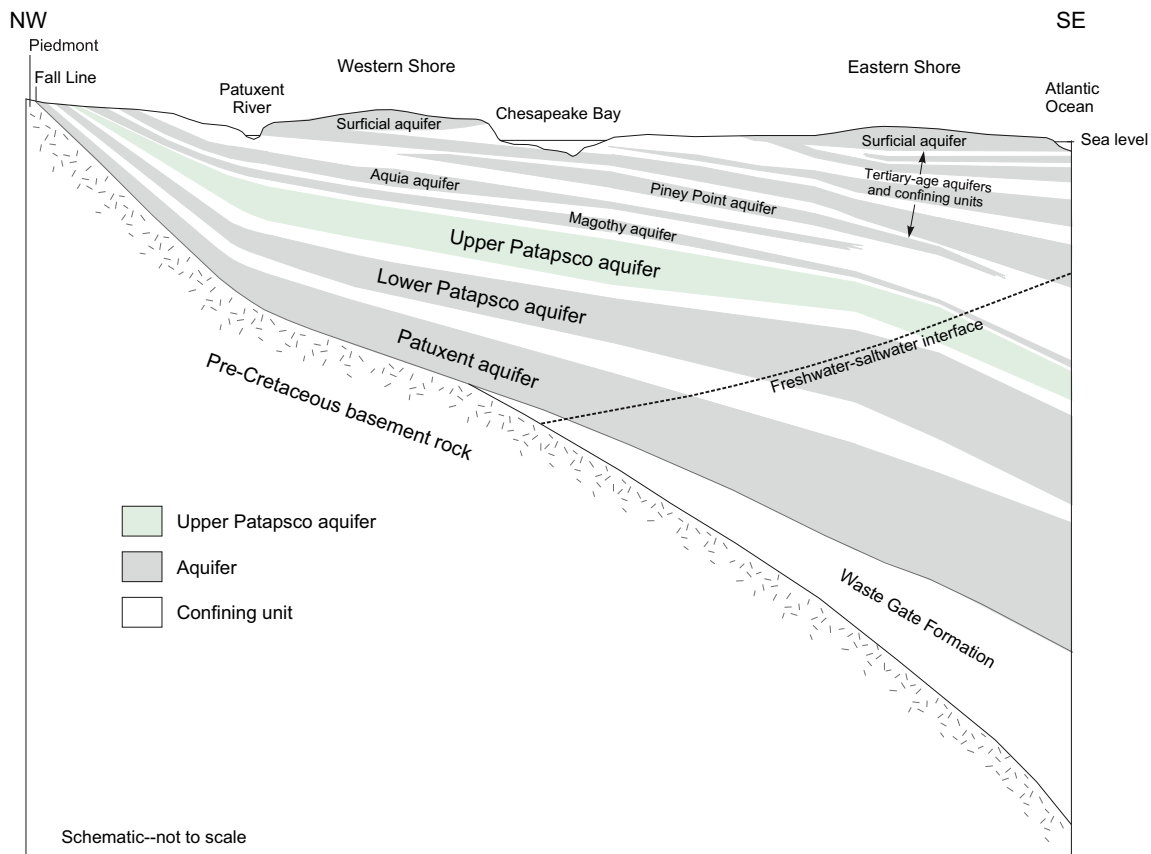 NW
SE
Piedmont
Fall Line
Patuxent
River
Western Shore
Chesapeake Bay
Eastern Shore
Atlantic
Ocean
Surficial aquifer
Surficial aquifer
Sea level
Aquia aquifer
Piney Point aquifer
Tertiary-age aquifers
and confining units
Magothy aquifer
Upper Patapsco aquifer
Lower Patapsco aquifer
Patuxent aquifer
Freshwater-saltwater interface
Pre-Cretaceous basement rock
Waste Gate Formation
Upper Patapsco aquifer
Aquifer
Confining unit
Schematic--not to scale